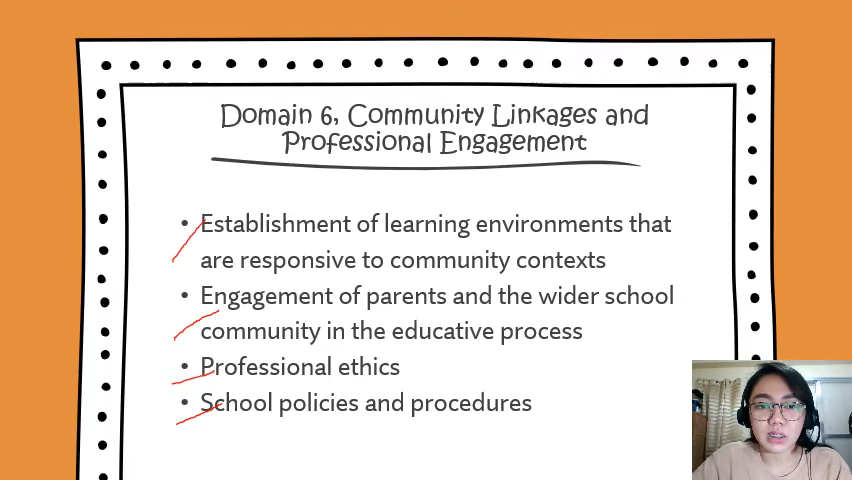 Domain 6, Community Linkages and
Professional Engagement
• Establishment of learning environments that
are responsive to community contexts
• Engagement of parents and the wider school
community in the educative process
• Professional ethics
• School policies and procedures